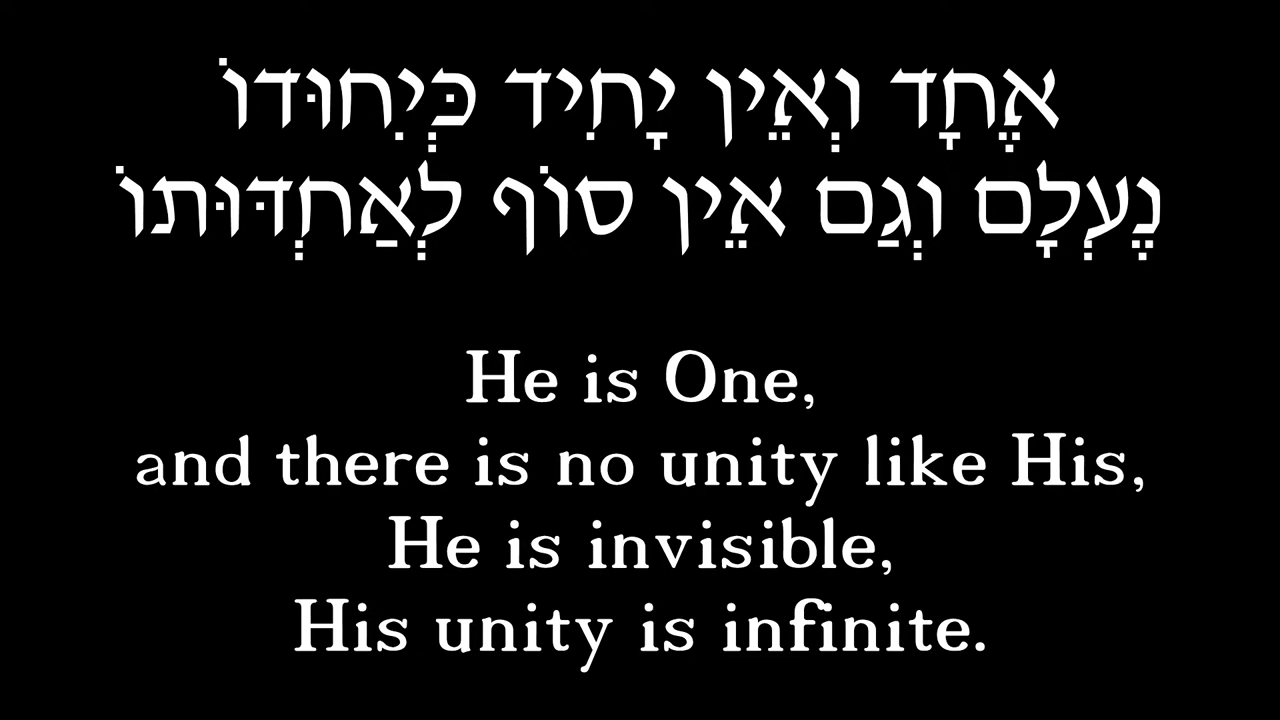 אֶחָד וְאֵין יָחִיד כְּיִחוּדוֹ
נֶעְלָם וְגַם אֵין סוֹף לְאַחְדּוּתוֹ
He is One,
and there is no unity like His,
He is invisible,
His unity is infinite.